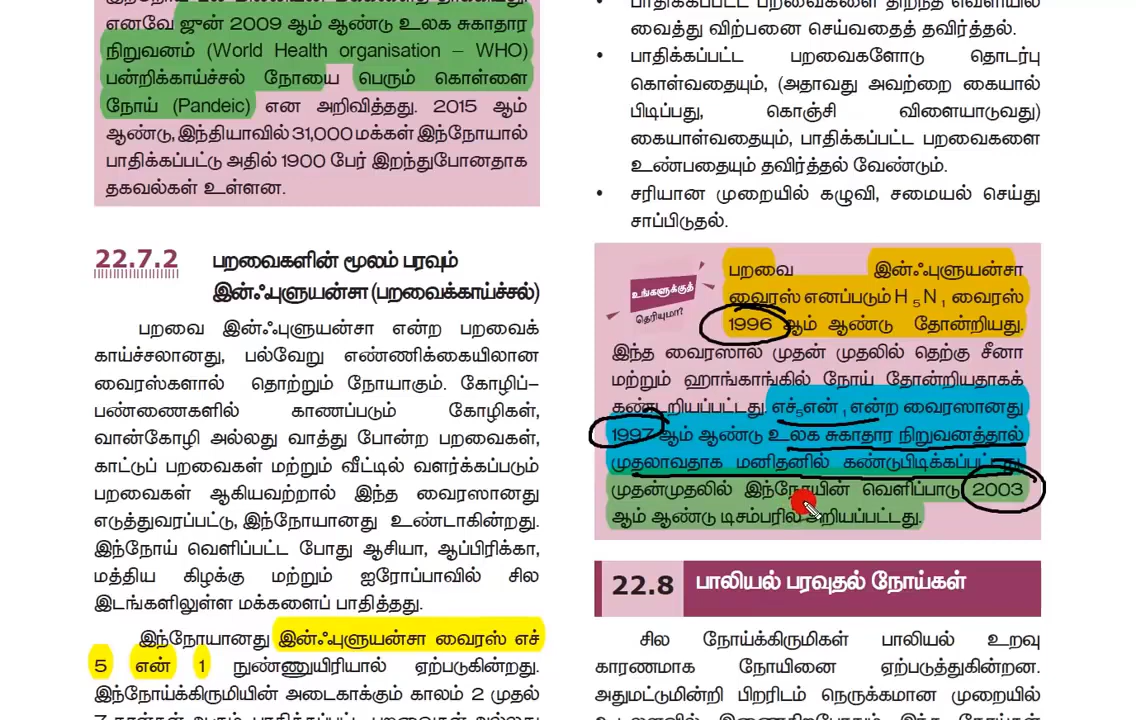 எனவே ஜுன் 2009 ஆம் ஆண்டு உலக சுகாதார
நிறுவனம் (World Health organisation – WHO)
பன்றிக்காய்ச்சல் நோயை பெரும் கொள்ளை
நோய் (Pandeic) என அறிவித்தது. 2015 ஆம்
ஆண்டு, இந்தியாவில் 31,000 மக்கள் இந்நோயால்
பாதிக்கப்பட்டு அதில் 1900 பேர் இறந்துபோனதாக
தகவல்கள் உள்ளன.
22.7.2 பறவைகளின் மூலம் பரவும்
இன்ஃபுளுயன்சா (பறவைக்காய்ச்சல்)
பறவை இன்ஃபுளுயன்சா என்ற பறவைக்
காய்ச்சலானது, பல்வேறு எண்ணிக்கையிலான
வைரஸ்களால் தொற்றும் நோயாகும். கோழிப்–
பண்ணைகளில் காணப்படும் கோழிகள்,
வான்கோழி அல்லது வாத்து போன்ற பறவைகள்,
காட்டுப் பறவைகள் மற்றும் வீட்டில் வளர்க்கப்படும்
பறவைகள் ஆகியவற்றால் இந்த வைரஸானது
எடுத்துவரப்பட்டு, இந்நோயானது உண்டாகின்றது.
இந்நோய் வெளிப்பட்ட போது ஆசியா, ஆப்பிரிக்கா,
மத்திய கிழக்கு மற்றும் ஐரோப்பாவில் சில
இடங்களிலுள்ள மக்களைப் பாதித்தது.
இந்நோயானது இன்ஃபுளுயன்சா வைரஸ் எச்
5 என் 1 நுண்ணுயிரியால் ஏற்படுகின்றது.
இந்நோய்க்கிருமியின் அடைகாக்கும் காலம் 2 முதல்
பாதிக்கப்பட்ட பறவைகளை திறந்த வெளியில்
வைத்து விற்பனை செய்வதைத் தவிர்த்தல்.
• பாதிக்கப்பட்ட பறவைகளோடு தொடர்பு
கொள்வதையும், (அதாவது அவற்றை கையால்
பிடிப்பது, கொஞ்சி விளையாடுவது)
கையாள்வதையும், பாதிக்கப்பட்ட பறவைகளை
உண்பதையும் தவிர்த்தல் வேண்டும்.
• சரியான முறையில் கழுவி, சமையல் செய்து
சாப்பிடுதல்.
உங்களுக்குத்
தெரியுமா?
பறவை இன்ஃபுளுயன்சா
வைரஸ் எனப்படும் H 5 N 1 வைரஸ்
1996 ஆம் ஆண்டு தோன்றியது.
இந்த வைரஸால் முதன் முதலில் தெற்கு சீனா
மற்றும் ஹாங்காங்கில் நோய் தோன்றியதாகக்
கண்டறியப்பட்டது. எச்5என் 1 என்ற வைரஸானது
1997 ஆம் ஆண்டு உலக சுகாதார நிறுவனத்தால்
முதலாவதாக மனிதனில் கண்டுபிடிக்கப்பட்டது
முதன்முதலில் இந்நோயின் வெளிப்பாடு 2003
ஆம் ஆண்டு டிசம்பரில் அறியப்பட்டது.
22.8 பாலியல் பரவுதல் நோய்கள்
சில நோய்க்கிருமிகள் பாலியல் உறவு
காரணமாக நோயினை ஏற்படுத்துகின்றன.
அதுமட்டுமின்றி பிறரிடம் நெருக்கமான முறையில்